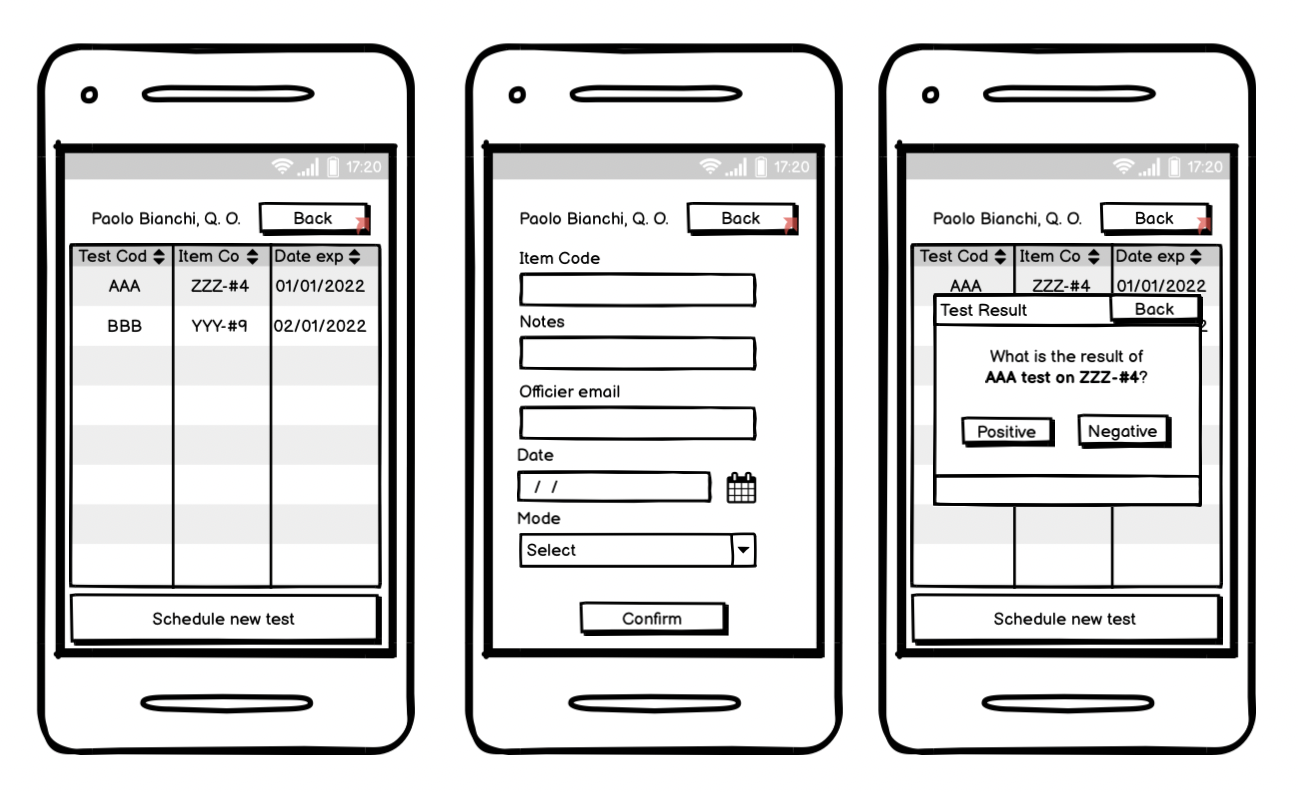 17:20
Paolo Bianchi, Q. O. Back
Test Cod Item Co Date exp
AAA ZZZ-#4 01/01/2022
BBB YYY-#9 02/01/2022
Schedule new test
17:20
Paolo Bianchi, Q. O. Back
Item Code
Notes
Officier email
Date
/ /
Mode
Select
Confirm
17:20
Paolo Bianchi, Q. O. Back
Test Cod Item Co Date exp
AAA ZZZ-#4 01/01/2022
Test Result Back
2
What is the result of
AAA test on ZZZ-#4?
Positive Negative
Schedule new test